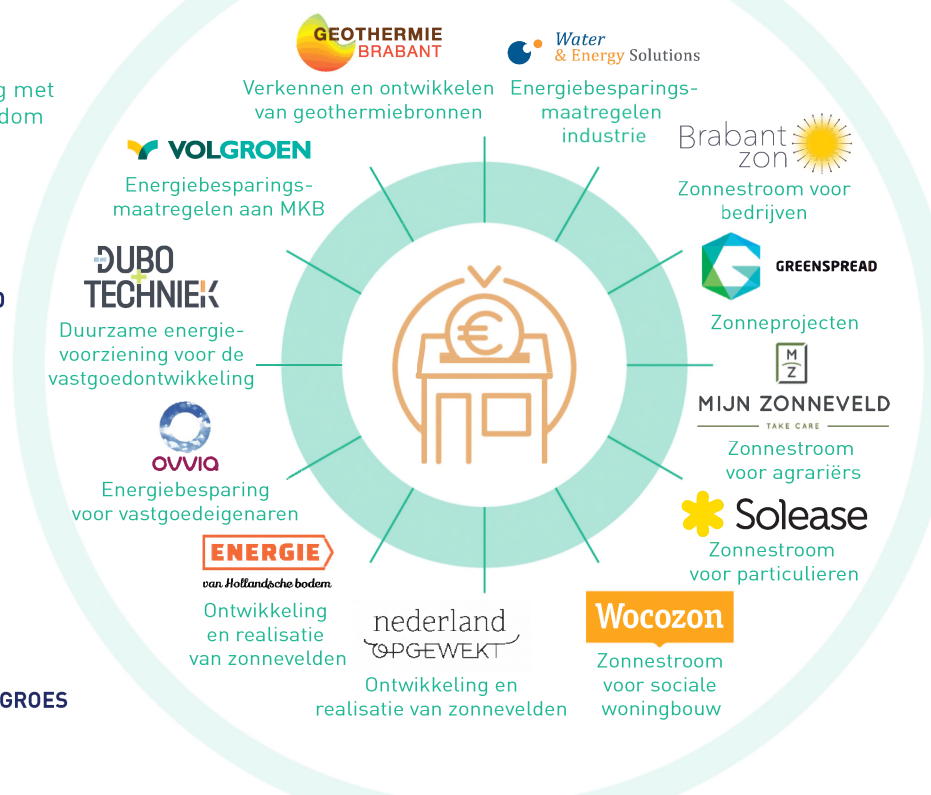 g met
dom
GROES
GEOTHERMIE
BRABANT
Verkennen en ontwikkelen
van geothermiebronnen
Water
& Energy Solutions
Energiebesparings-
maatregelen
industrie
Brabant
zon
Zonnestroom voor
bedrijven
GREENSPREAD
Zonneprojecten
M
Z
MIJN ZONNEVELD
TAKE CARE
Zonnestroom
voor agrariërs
Solease
Zonnestroom
voor particulieren
Wocozon
Zonnestroom
voor sociale
woningbouw
nederland
OPGEWEKT
Ontwikkeling en
realisatie van zonnevelden
ENERGIE
van Hollandsche bodem
Ontwikkeling
en realisatie
van zonnevelden
ovvia
Energiebesparing
voor vastgoedeigenaren
DUBO
+
TECHNIEK
Duurzame energie-
voorziening voor de
vastgoedontwikkeling
VOLGROEN
Energiebesparings-
maatregelen aan MKB
€